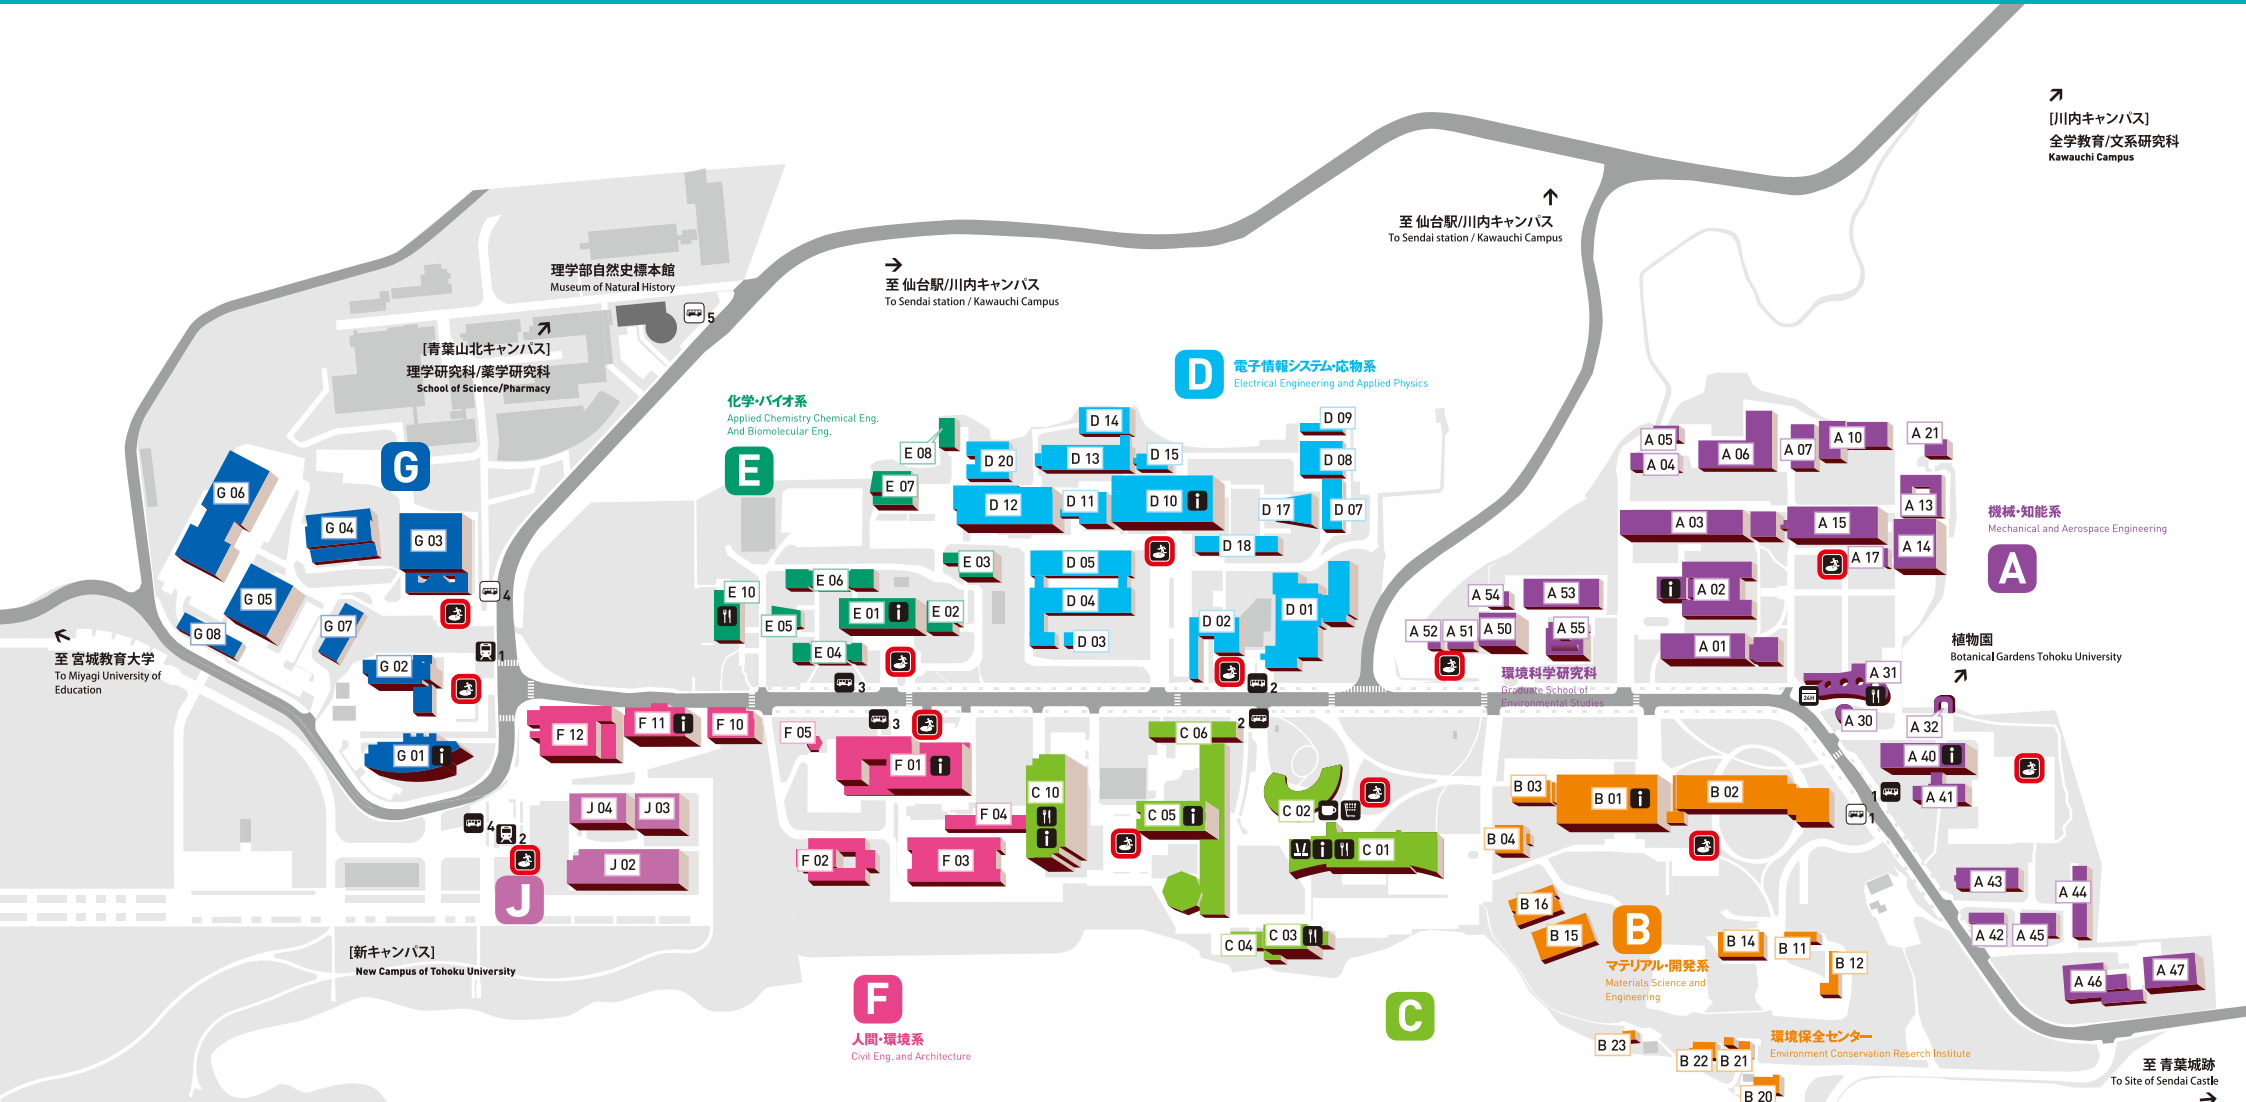 [川内キャンパス]
全学教育/文系研究科
Kawauchi Campus
至 仙台駅/川内キャンパス
To Sendai station / Kawauchi Campus
理学部自然史標本館
Museum of Natural History
5
至 仙台駅/川内キャンパス
To Sendai station / Kawauchi Campus
[青葉山北キャンパス]
理学研究科/薬学研究科
School of Science/Pharmacy
D
電子情報システム・応物系
Electrical Engineering and Applied Physics
化学・バイオ系
Applied Chemistry Chemical Eng.
And Biomolecular Eng.
E
G
機械・知能系
Mechanical and Aerospace Engineering
A
G 06
G 04
G 03
G 05
G 08
G 07
G 02
G 01
4
1
至 宮城教育大学
To Miyagi University of
Education
E 08
E 07
E 03
E 06
E 10
E 01
E 02
E 05
E 04
3
D 14
D 09
D 20
D 13
D 15
D 08
D 12
D 11
D 10
D 17
D 07
D 18
D 05
D 04
D 03
D 02
D 01
2
A 05
A 04
A 06
A 07
A 10
A 21
A 13
A 03
A 15
A 14
A 17
A 02
A 01
A 54
A 53
A 52
A 51
A 50
A 55
環境科学研究科
Graduate School of
Environmental Studies
植物園
Botanical Gardens Tohoku University
A 31
24H
A 30
A 32
A 40
A 41
1
1
F 12
F 11
F 10
F 05
3
F 01
F 04
F 02
F 03
J 04
J 03
J 02
4
2
J
C 10
C 06
2
C 05
C 02
C 01
C 04
C 03
B 03
B 01
B 02
B 04
B 16
B 15
B
マテリアル・開発系
Materials Science and
Engineering
B 14
B 11
B 12
A 43
A 44
A 42
A 45
A 46
A 47
[新キャンパス]
New Campus of Tohoku University
F
人間・環境系
Civil Eng. and Architecture
C
B 23
B 22
B 21
B 20
環境保全センター
Environment Conservation Reserch Institute
至 青葉城跡
To Site of Sendai Castle